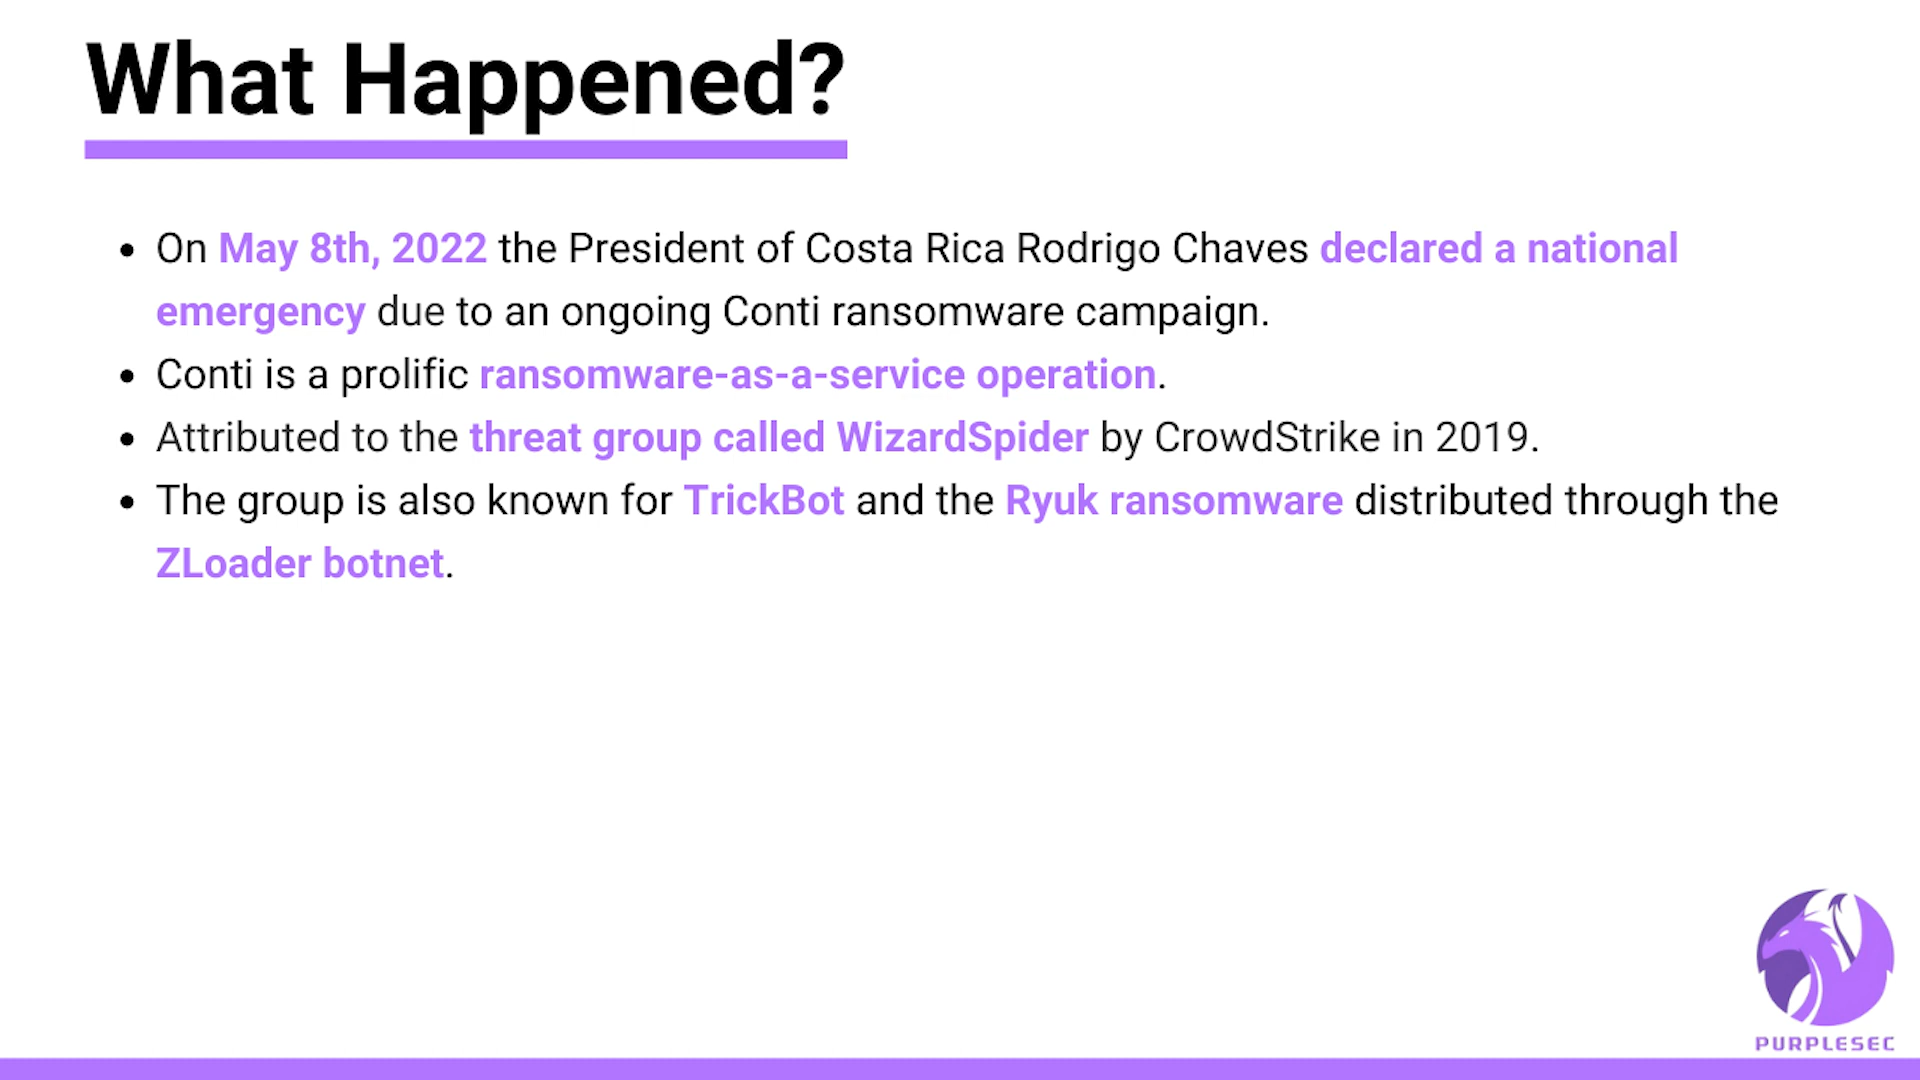 What Happened?
• On May 8th, 2022 the President of Costa Rica Rodrigo Chaves declared a national
emergency due to an ongoing Conti ransomware campaign.
• Conti is a prolific ransomware-as-a-service operation.
• Attributed to the threat group called WizardSpider by CrowdStrike in 2019.
• The group is also known for TrickBot and the Ryuk ransomware distributed through the
ZLoader botnet.
PURPLESEC